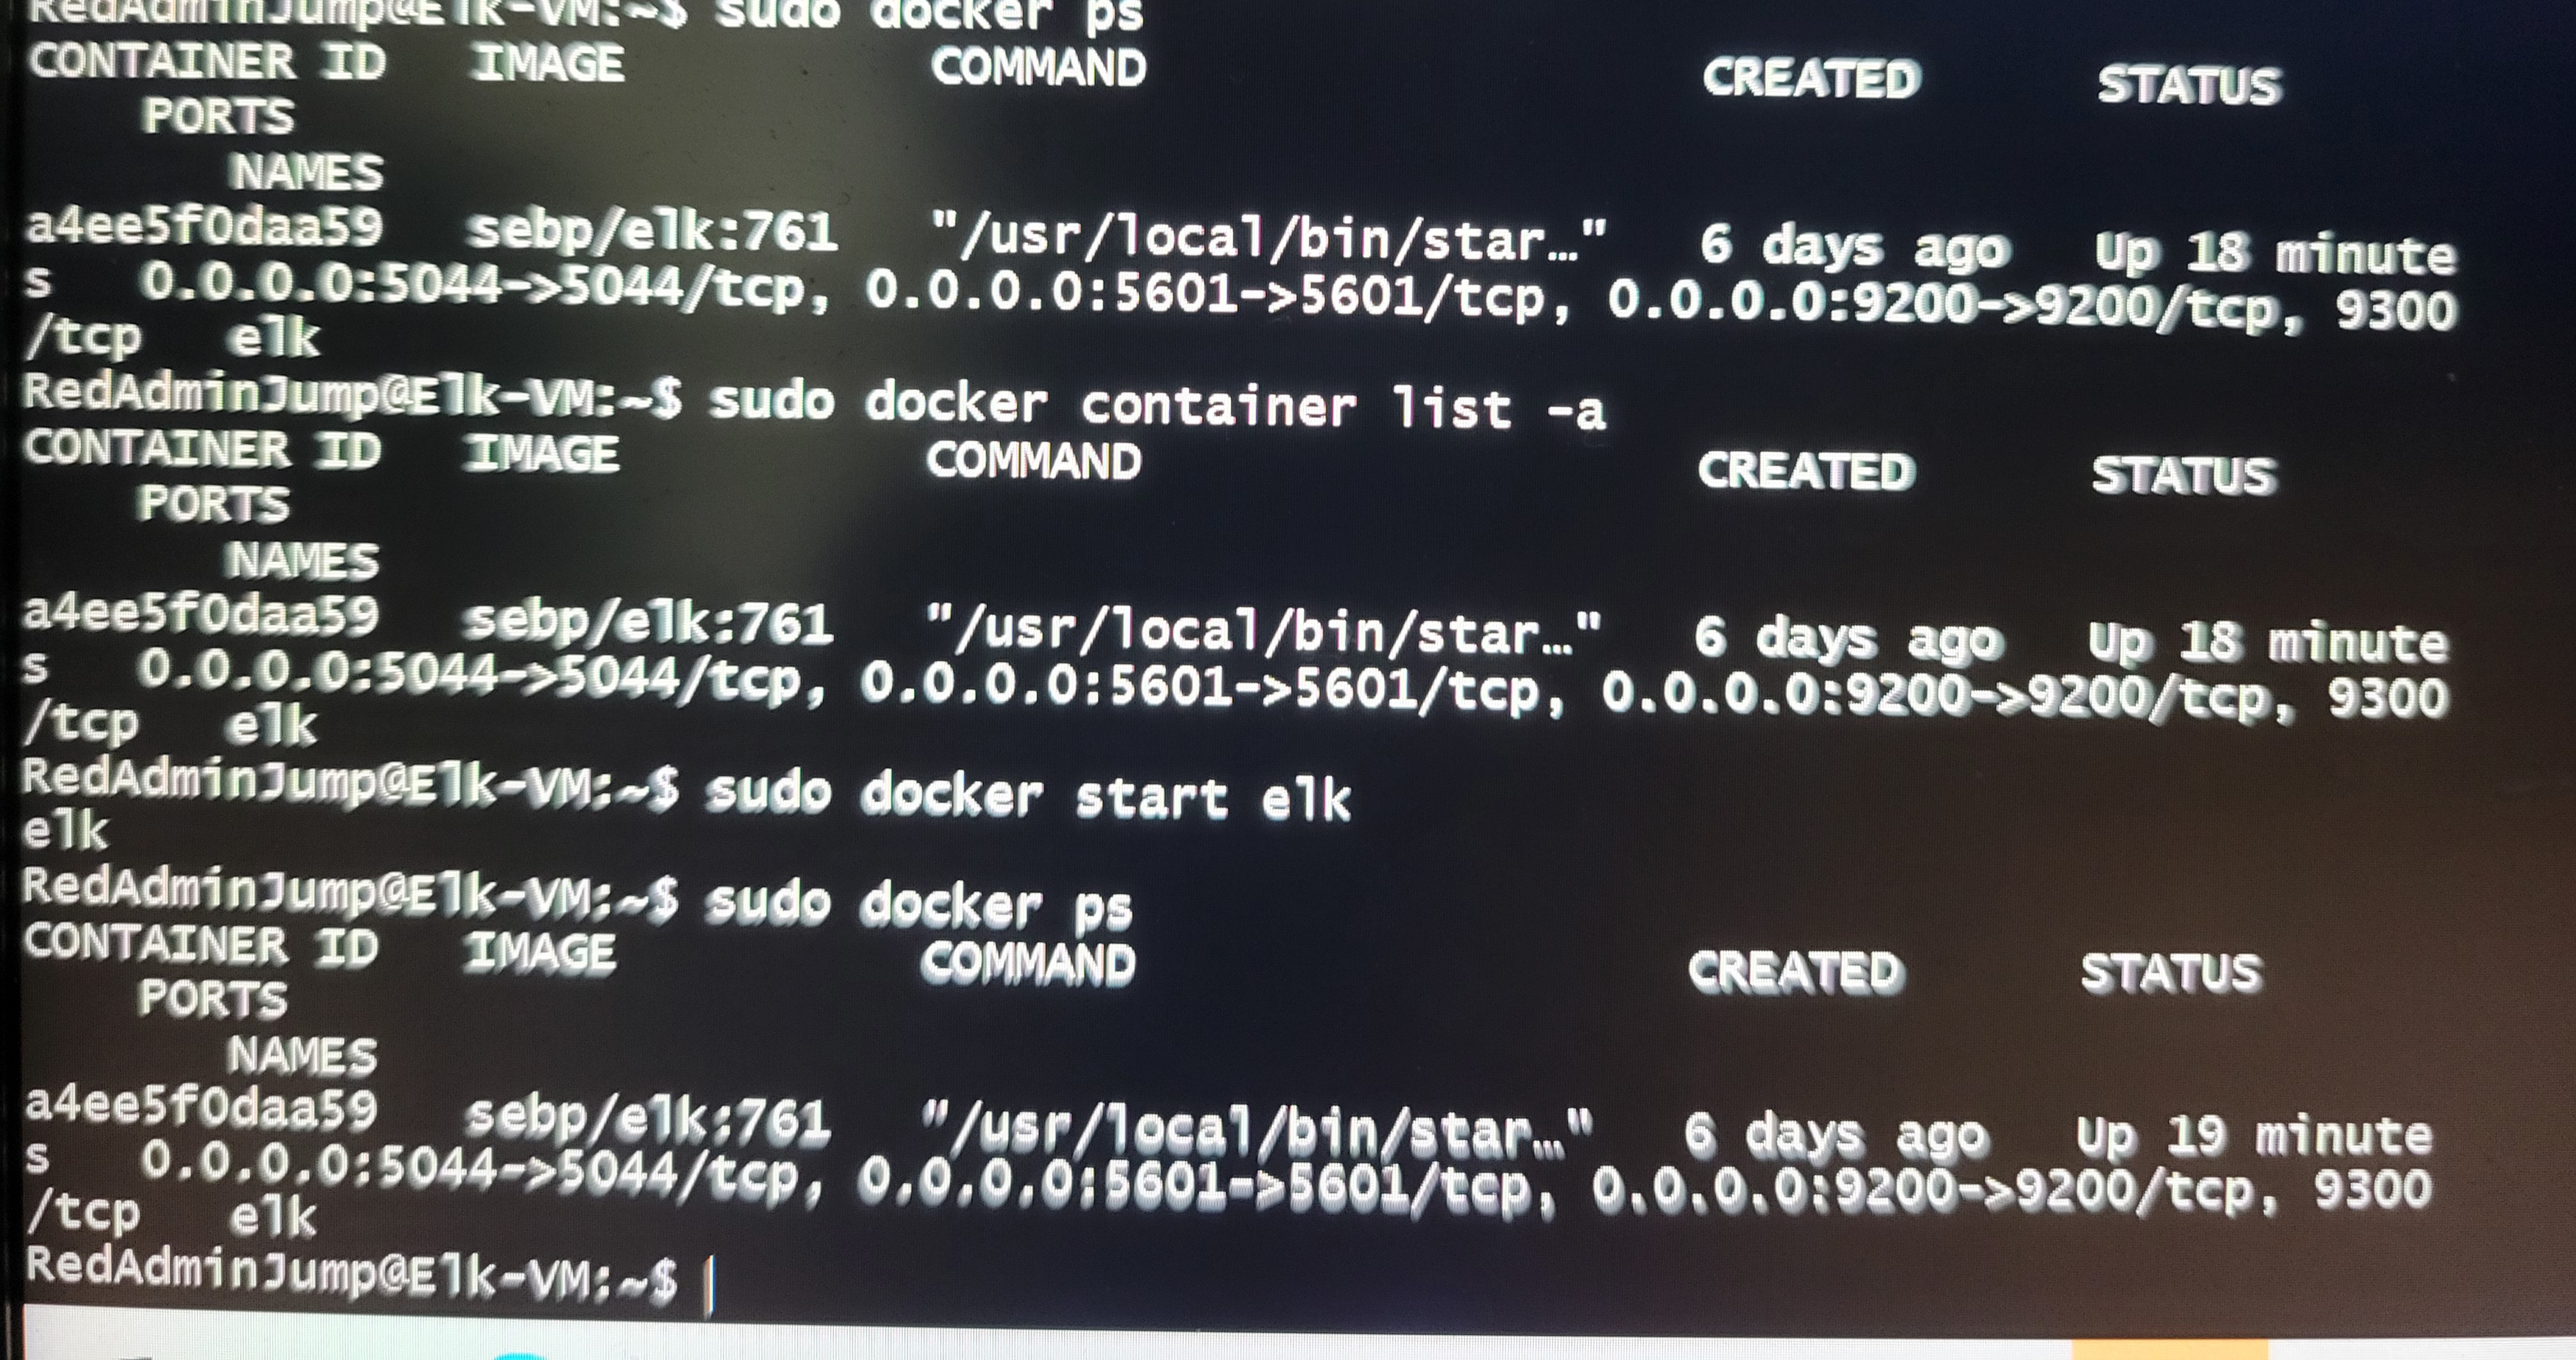 RedAdminJump@Elk-VM:~$ sudo docker ps
CONTAINER ID   IMAGE          COMMAND                  CREATED      STATUS
PORTS
NAMES
a4ee5f0daa59   sebp/elk:761   "/usr/local/bin/star…"   6 days ago   Up 18 minute
s   0.0.0.0:5044->5044/tcp, 0.0.0.0:5601->5601/tcp, 0.0.0.0:9200->9200/tcp, 9300
/tcp   elk
RedAdminJump@Elk-VM:~$ sudo docker container list -a
CONTAINER ID   IMAGE          COMMAND                  CREATED      STATUS
PORTS
NAMES
a4ee5f0daa59   sebp/elk:761   "/usr/local/bin/star…"   6 days ago   Up 18 minute
s   0.0.0.0:5044->5044/tcp, 0.0.0.0:5601->5601/tcp, 0.0.0.0:9200->9200/tcp, 9300
/tcp   elk
RedAdminJump@Elk-VM:~$ sudo docker start elk
elk
RedAdminJump@Elk-VM:~$ sudo docker ps
CONTAINER ID   IMAGE          COMMAND                  CREATED      STATUS
PORTS
NAMES
a4ee5f0daa59   sebp/elk:761   "/usr/local/bin/star…"   6 days ago   Up 19 minute
s   0.0.0.0:5044->5044/tcp, 0.0.0.0:5601->5601/tcp, 0.0.0.0:9200->9200/tcp, 9300
/tcp   elk
RedAdminJump@Elk-VM:~$